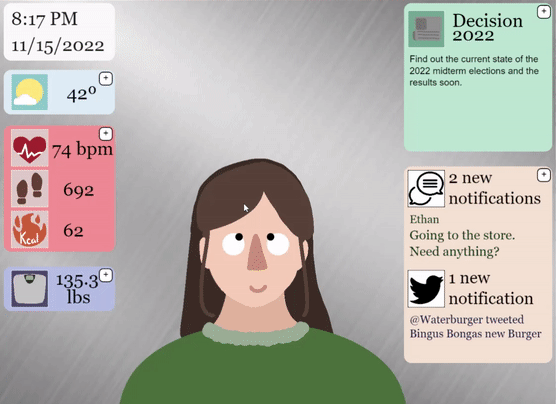 8:17 PM
11/15/2022
42°
74 bpm
692
Kcal
62
135.3
lbs
Decision
2022
Find out the current state of the
2022 midterm elections and the
results soon.
2 new
notifications
Ethan
Going to the store.
Need anything?
1 new
notification
@Waterburger tweeted
Bingus Bongas new Burger